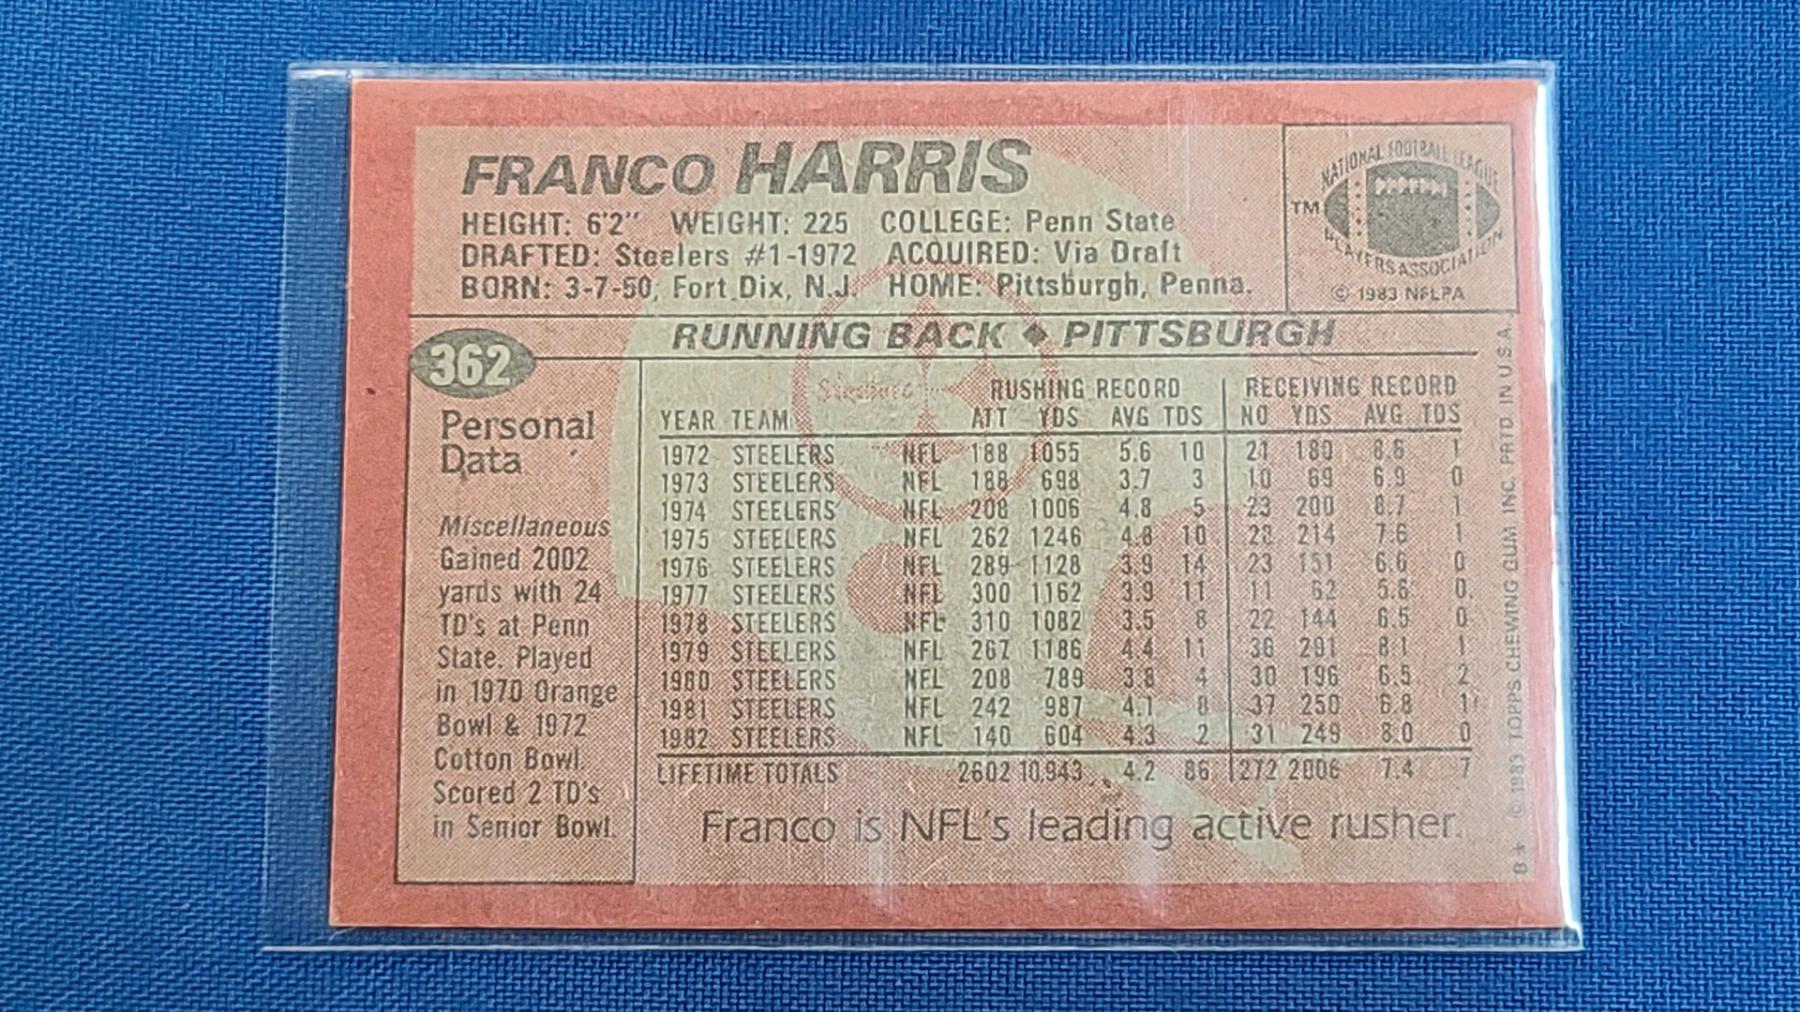 FRANCO HARRIS
HEIGHT: 6'2" WEIGHT: 225 COLLEGE: Penn State
DRAFTED: Steelers #1-1972 ACQUIRED: Via Draft
BORN: 3-7-50, Fort Dix, N.J. HOME: Pittsburgh, Penna.
NATIONAL FOOTBALL LEAGUE
TM
PLAYERS ASSOCIATION
© 1983 NFLPA
RUNNING BACK ◆ PITTSBURGH
362
Personal
Data
Miscellaneous
Gained 2002
yards with 24
TD's at Penn
State. Played
in 1970 Orange
Bowl & 1972
Cotton Bowl.
Scored 2 TD's
in Senior Bowl.
Steelers
RUSHING RECORD RECEIVING RECORD
YEAR TEAM ATT YDS AVG TDS NO YDS AVG TDS
1972 STEELERS NFL 188 1055 5.6 10 21 180 8.6 1
1973 STEELERS NFL 188 698 3.7 3 10 69 6.9 0
1974 STEELERS NFL 208 1006 4.8 5 23 200 8.7 1
1975 STEELERS NFL 262 1246 4.8 10 28 214 7.6 1
1976 STEELERS NFL 289 1128 3.9 14 23 151 6.6 0
1977 STEELERS NFL 300 1162 3.9 11 11 62 5.6 0
1978 STEELERS NFL 310 1082 3.5 8 22 144 6.5 0
1979 STEELERS NFL 267 1186 4.4 11 36 291 8.1 1
1980 STEELERS NFL 208 789 3.8 4 30 196 6.5 2
1981 STEELERS NFL 242 987 4.1 8 37 250 6.8 1
1982 STEELERS NFL 140 604 4.3 2 31 249 8.0 0
LIFETIME TOTALS 2602 10,943 4.2 86 272 2006 7.4 7
Franco is NFL's leading active rusher.
B* © 1983 TOPPS CHEWING GUM INC. PRTD IN U.S.A.